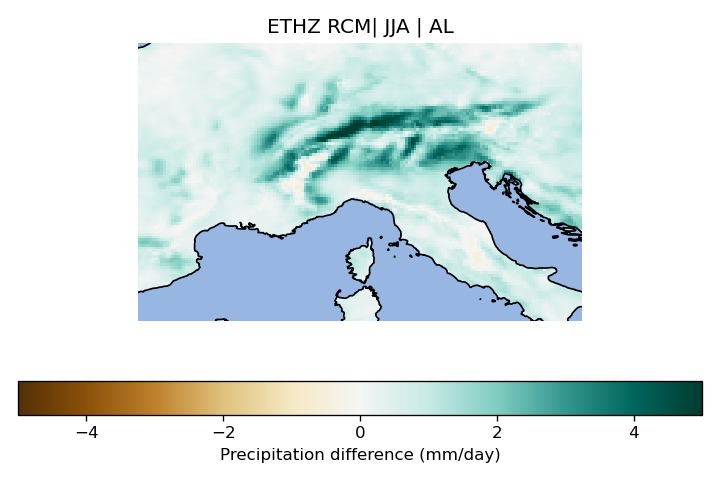 ETHZ RCM| JJA | AL
−4 −2 0 2 4
Precipitation difference (mm/day)